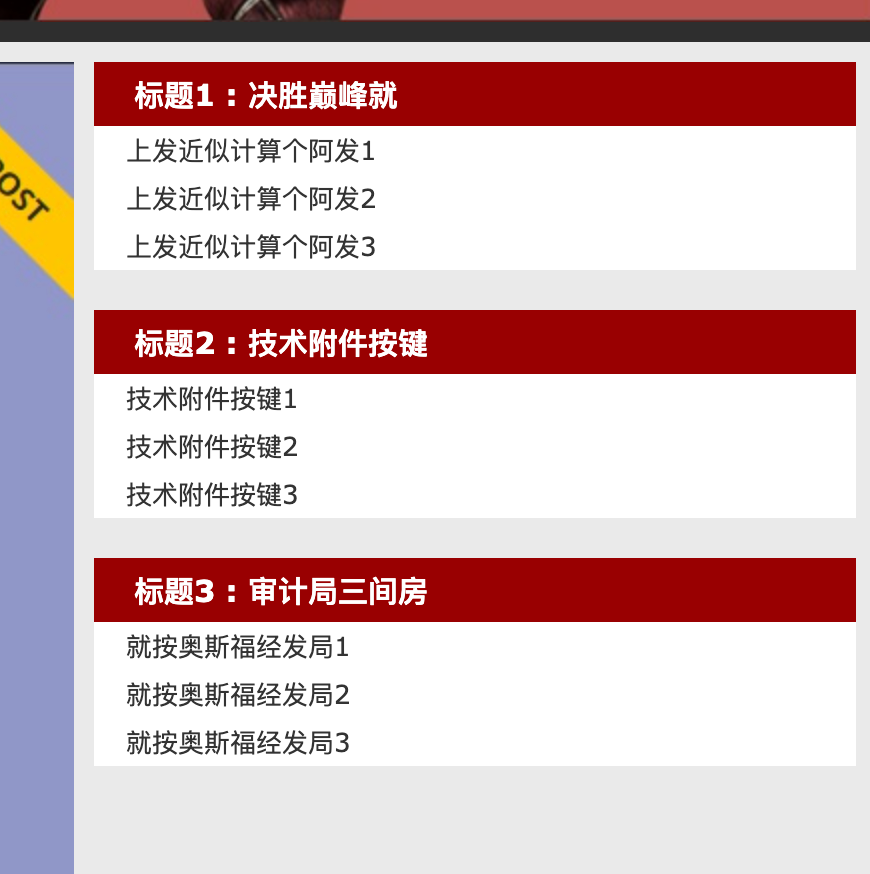 标题1：决胜巅峰就
上发近似计算个阿发1
上发近似计算个阿发2
上发近似计算个阿发3
标题2：技术附件按键
技术附件按键1
技术附件按键2
技术附件按键3
标题3：审计局三间房
就按奥斯福经发局1
就按奥斯福经发局2
就按奥斯福经发局3